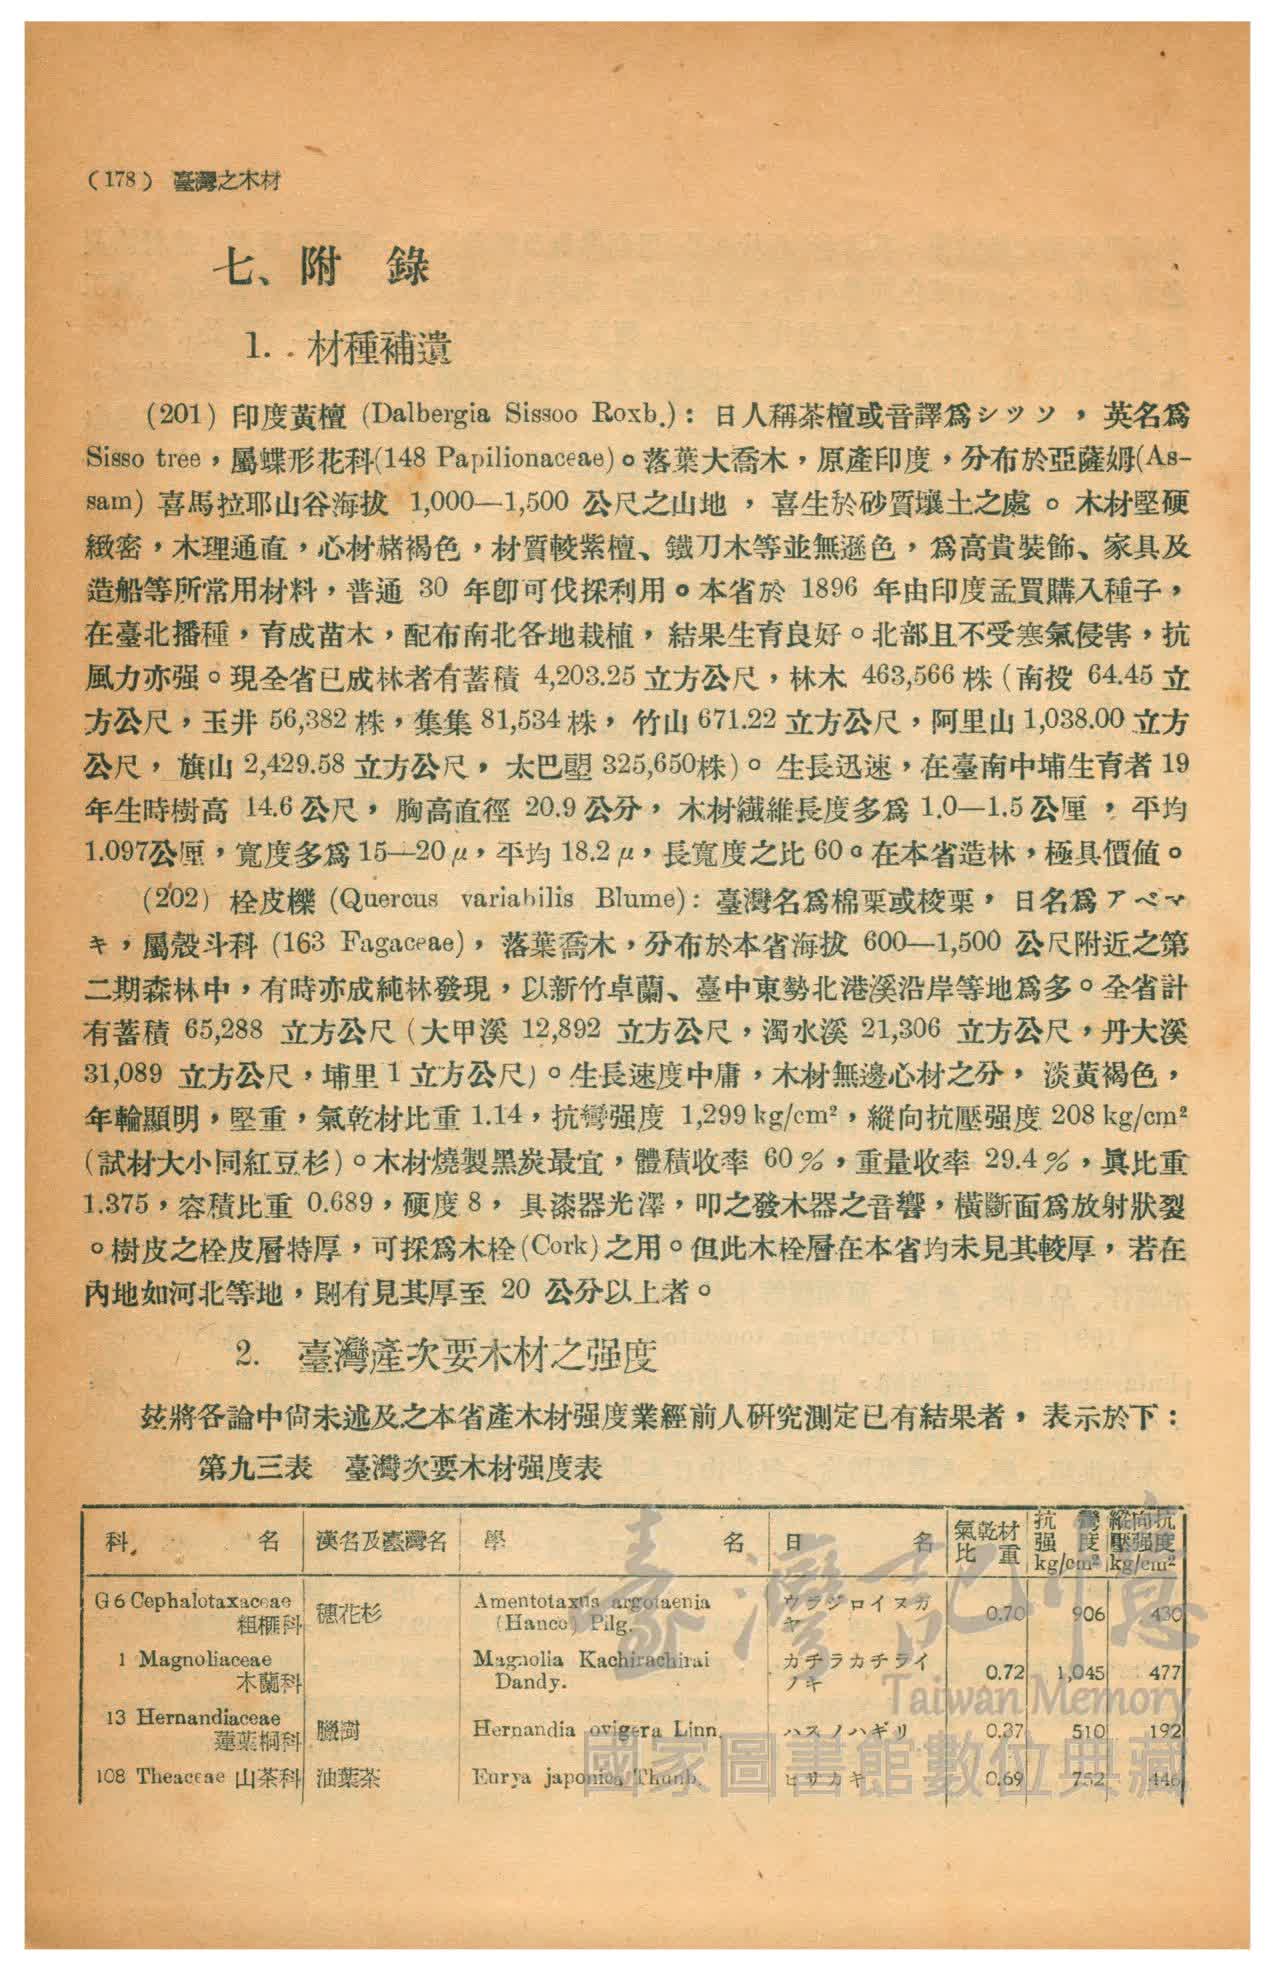 (178) 臺灣之木材
七、附 錄
1. 材種補遺
(201) 印度黃檀 (Dalbergia Sissoo Roxb.): 日人稱茶檀或音譯爲シツソ，英名爲
Sisso tree，屬蝶形花科(148 Papilionaceae)。落葉大喬木，原產印度，分布於亞薩姆(As-
sam) 喜馬拉耶山谷海拔 1,000—1,500 公尺之山地，喜生於砂質壤土之處。木材堅硬
緻密，木理通直，心材赭褐色，材質較紫檀、鐵刀木等並無遜色，爲高貴裝飾、家具及
造船等所常用材料，普通 30 年卽可伐採利用。本省於 1896 年由印度孟買購入種子，
在臺北播種，育成苗木，配布南北各地栽植，結果生育良好。北部且不受寒氣侵害，抗
風力亦强。現全省已成林者有蓄積 4,203.25 立方公尺，林木 463,566 株 (南投 64.45 立
方公尺，玉井 56,382 株，集集 81,534 株，竹山 671.22 立方公尺，阿里山 1,038.00 立方
公尺，旗山 2,429.58 立方公尺，太巴塱 325,650株)。生長迅速，在臺南中埔生育者 19
年生時樹高 14.6 公尺，胸高直徑 20.9 公分，木材纖維長度多爲 1.0—1.5 公厘，平均
1.097公厘，寬度多爲 15—20 μ，平均 18.2 μ，長寬度之比 60。在本省造林，極具價値。
(202) 栓皮櫟 (Quercus variabilis Blume): 臺灣名爲棉栗或校栗，日名爲アベマ
キ，屬殼斗科 (163 Fagaceae)，落葉喬木，分布於本省海拔 600—1,500 公尺附近之第
二期森林中，有時亦成純林發現，以新竹卓蘭、臺中東勢北港溪沿岸等地爲多。全省計
有蓄積 65,288 立方公尺 (大甲溪 12,892 立方公尺，濁水溪 21,306 立方公尺，丹大溪
31,089 立方公尺，埔里 1 立方公尺)。生長速度中庸，木材無邊心材之分，淡黃褐色，
年輪顯明，堅重，氣乾材比重 1.14，抗彎强度 1,299 kg/cm²，縱向抗壓强度 208 kg/cm²
(試材大小同紅豆杉)。木材燒製黑炭最宜，體積收率 60％，重量收率 29.4％，眞比重
1.375，容積比重 0.689，硬度 8，具漆器光澤，叩之發木器之音響，橫斷面爲放射狀裂
。樹皮之栓皮層特厚，可採爲木栓(Cork)之用。但此木栓層在本省均未見其較厚，若在
內地如河北等地，則有見其厚至 20 公分以上者。
2. 臺灣產次要木材之强度
茲將各論中尙未述及之本省產木材强度業經前人研究測定已有結果者，表示於下：
第九三表 臺灣次要木材强度表
科 名 漢名及臺灣名 學 名 日 名 氣乾材比重 抗彎强度 kg/cm² 縱向抗壓强度 kg/cm²
G 6 Cephalotaxaceae 粗榧科 穗花杉 Amentotaxus argotaenia (Hance) Pilg. ウラジロイヌガヤ 0.70 906 430
1 Magnoliaceae 木蘭科 Magnolia Kachirachirai Dandy. カチラカチライノキ 0.72 1,045 477
13 Hernandiaceae 蓮葉桐科 臘樹 Hernandia ovigera Linn. ハスノハギリ 0.37 510 192
108 Theaceae 山茶科 油葉茶 Eurya japonica Thunb. ヒサカキ 0.69 752 446
臺灣記憶
Taiwan Memory
國家圖書館數位典藏